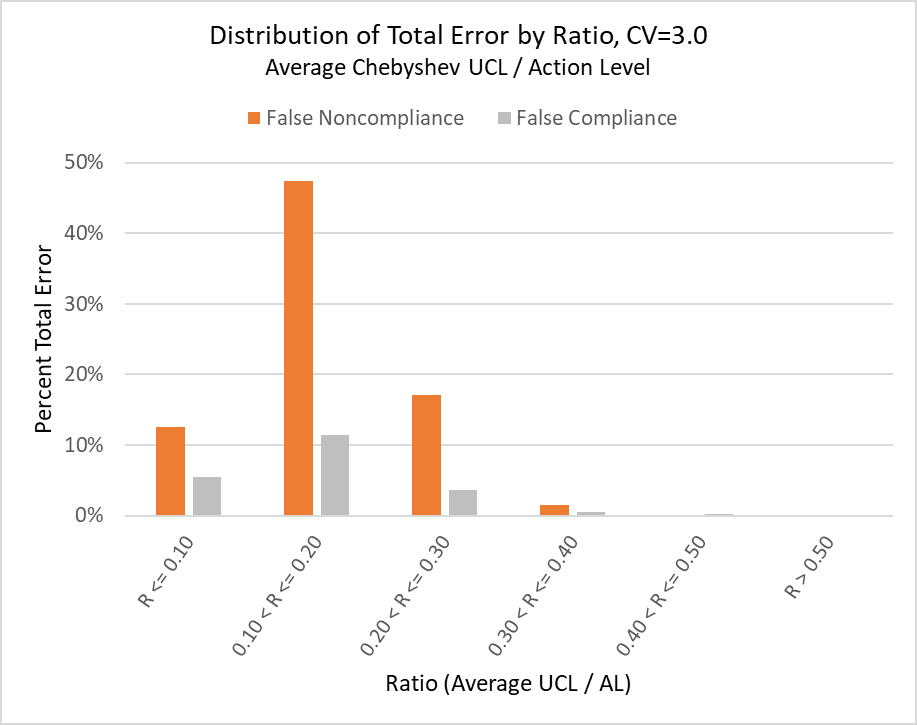 Distribution of Total Error by Ratio, CV=3.0
Average Chebyshev UCL / Action Level
False Noncompliance
False Compliance
Percent Total Error
50%
40%
30%
20%
10%
0%
R <= 0.10
0.10 < R <= 0.20
0.20 < R <= 0.30
0.30 < R <= 0.40
0.40 < R <= 0.50
R > 0.50
Ratio (Average UCL / AL)